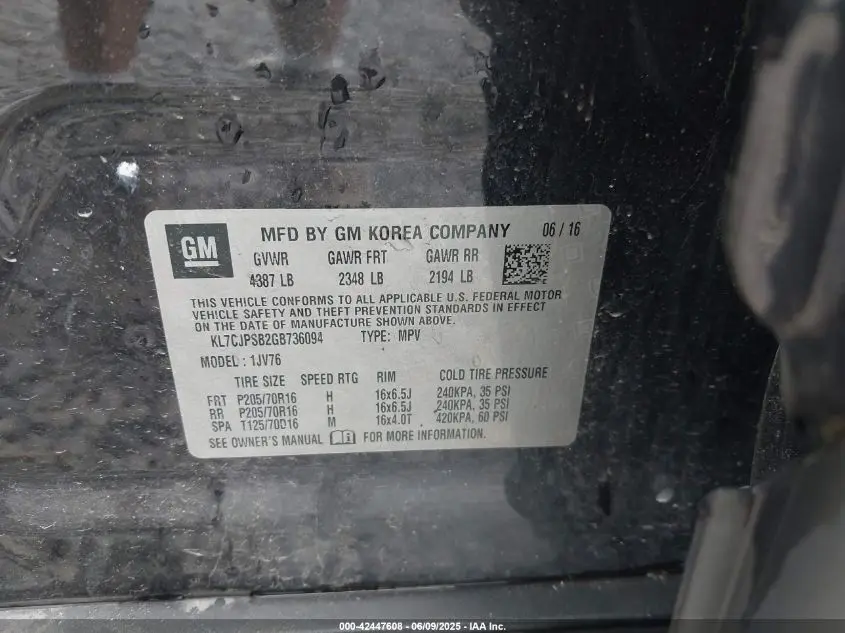 GM
MFD BY GM KOREA COMPANY 06 / 16
GVWR GAWR FRT GAWR RR
4387 LB 2348 LB 2194 LB
THIS VEHICLE CONFORMS TO ALL APPLICABLE U.S. FEDERAL MOTOR
VEHICLE SAFETY AND THEFT PREVENTION STANDARDS IN EFFECT
ON THE DATE OF MANUFACTURE SHOWN ABOVE.
KL7CJPSB2GB736094 TYPE: MPV
MODEL : 1JV76
TIRE SIZE SPEED RTG RIM COLD TIRE PRESSURE
FRT P205/70R16 H 16x6.5J 240KPA, 35 PSI
RR P205/70R16 H 16x6.5J 240KPA, 35 PSI
SPA T125/70D16 M 16x4.0T 420KPA, 60 PSI
SEE OWNER'S MANUAL FOR MORE INFORMATION.
000-42447608 - 06/09/2025 - IAA Inc.